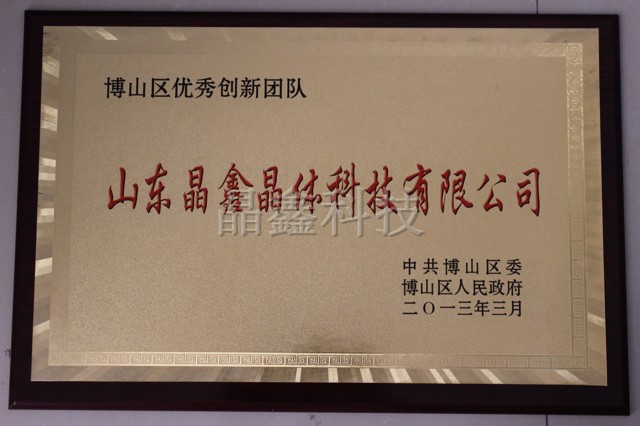 博山区优秀创新团队
山东晶鑫晶体科技有限公司
晶鑫科技
中共博山区委
博山区人民政府
二〇一三年三月